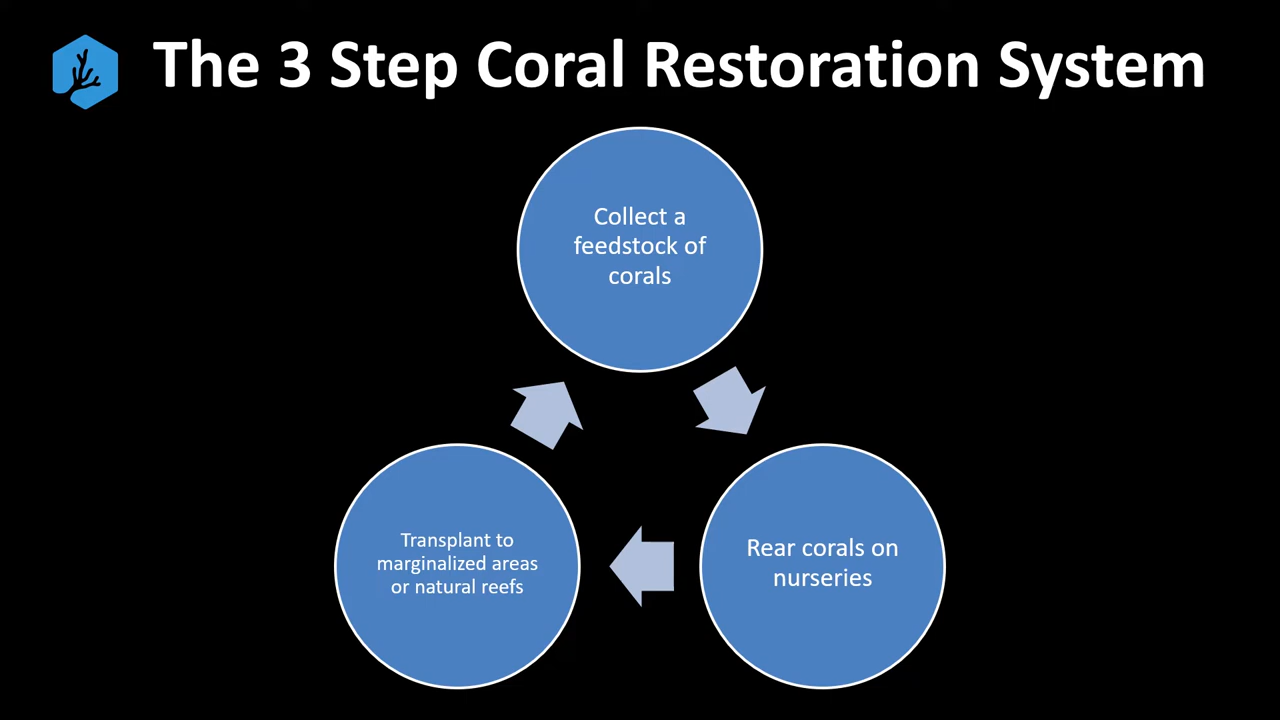 The 3 Step Coral Restoration System
Collect a
feedstock of
corals
Rear corals on
nurseries
Transplant to
marginalized areas
or natural reefs